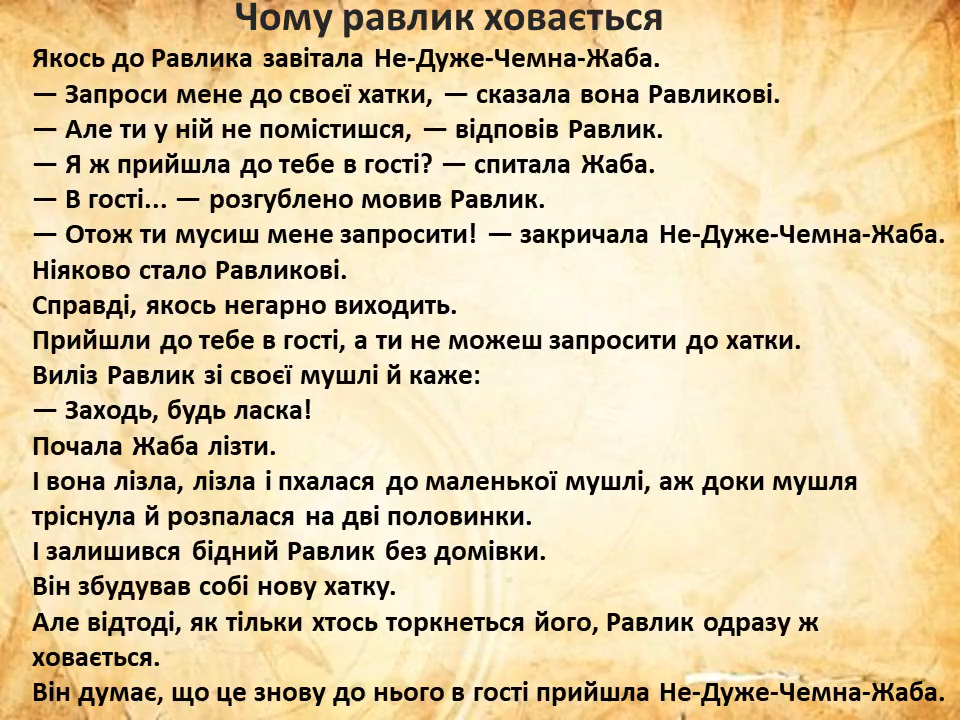 Чому равлик ховається
Якось до Равлика завітала Не-Дуже-Чемна-Жаба.
— Запроси мене до своєї хатки, — сказала вона Равликові.
— Але ти у ній не помістишся, — відповів Равлик.
— Я ж прийшла до тебе в гості? — спитала Жаба.
— В гості... — розгублено мовив Равлик.
— Отож ти мусиш мене запросити! — закричала Не-Дуже-Чемна-Жаба.
Ніяково стало Равликові.
Справді, якось негарно виходить.
Прийшли до тебе в гості, а ти не можеш запросити до хатки.
Виліз Равлик зі своєї мушлі й каже:
— Заходь, будь ласка!
Почала Жаба лізти.
І вона лізла, лізла і пхалася до маленької мушлі, аж доки мушля
тріснула й розпалася на дві половинки.
І залишився бідний Равлик без домівки.
Він збудував собі нову хатку.
Але відтоді, як тільки хтось торкнеться його, Равлик одразу ж
ховається.
Він думає, що це знову до нього в гості прийшла Не-Дуже-Чемна-Жаба.